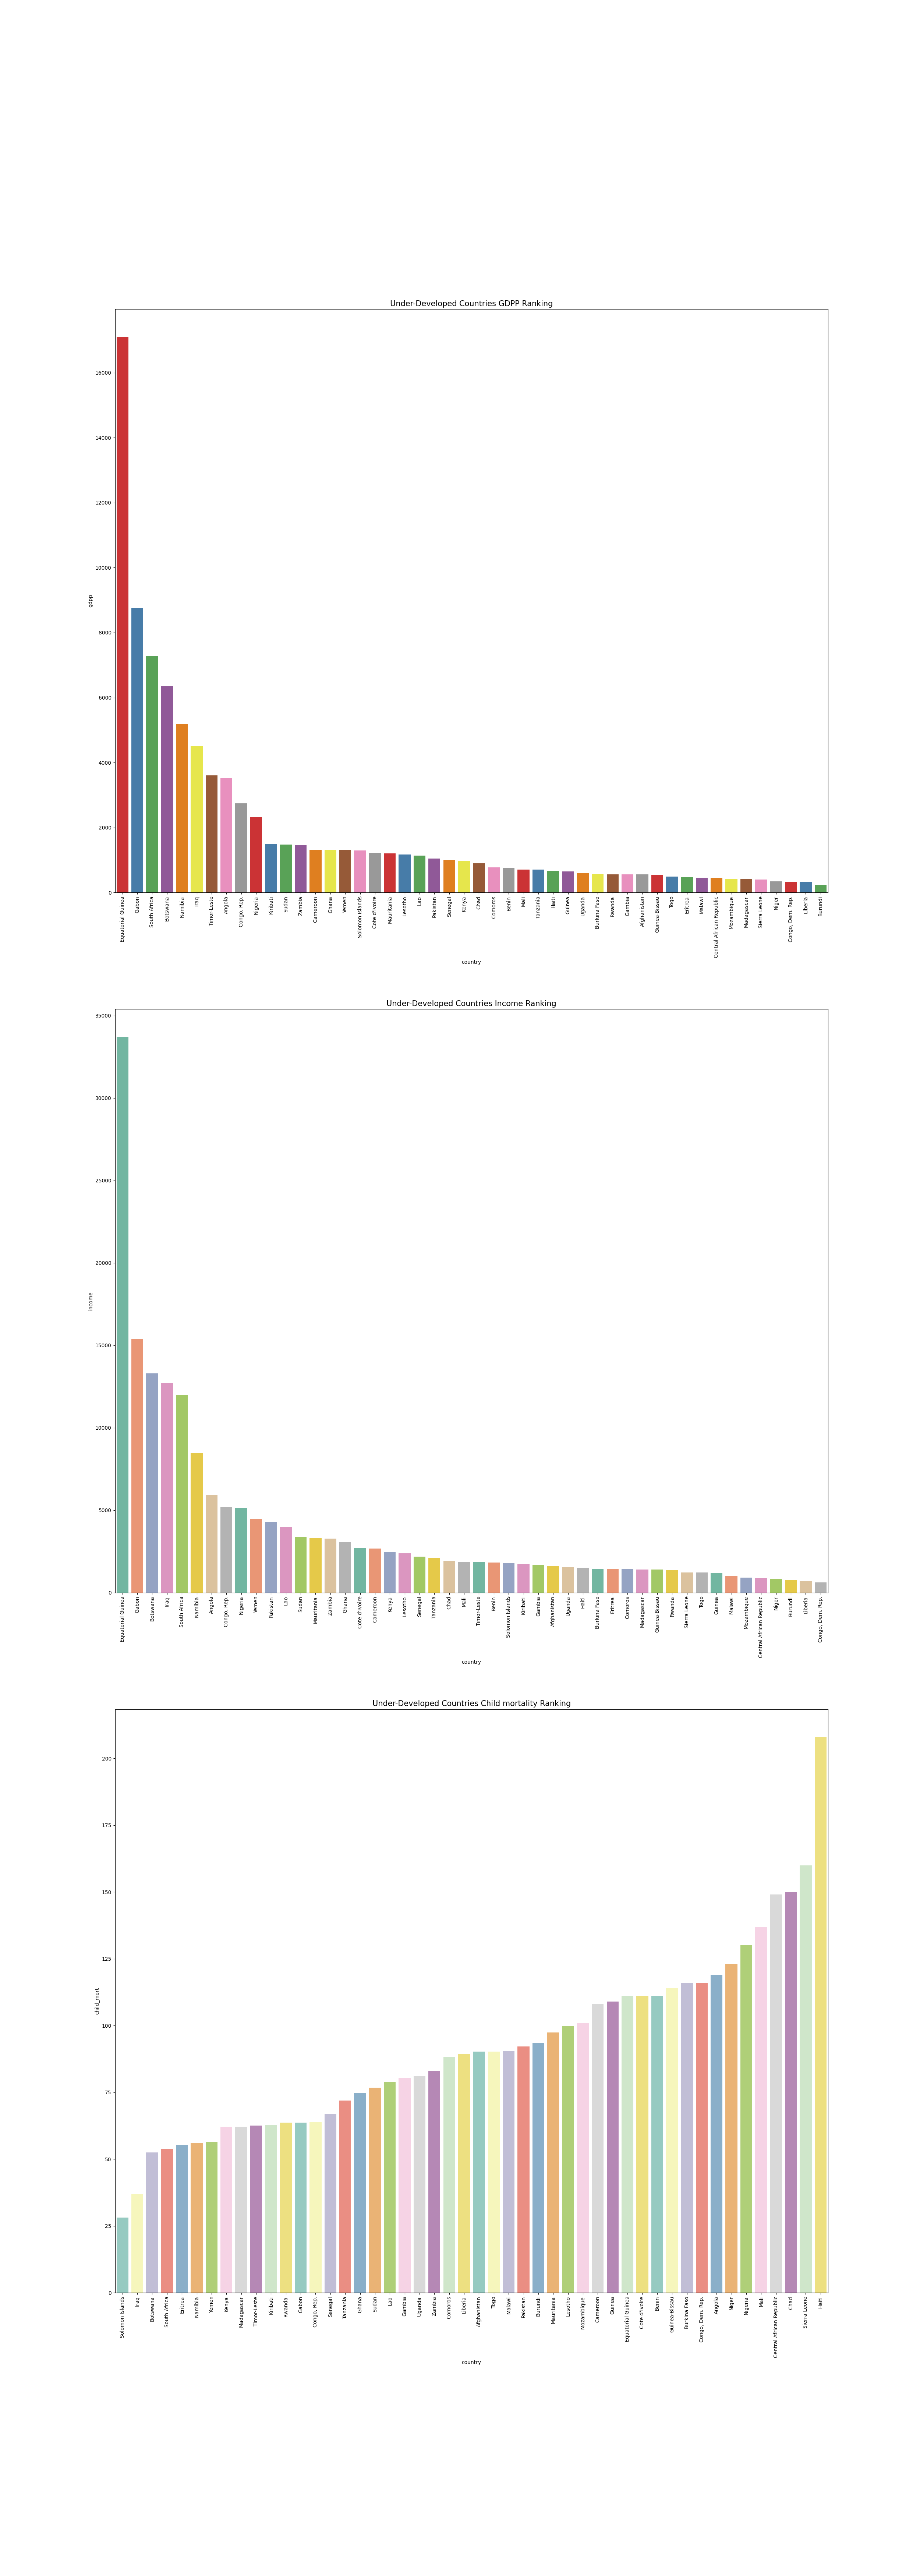 Under-Developed Countries GDPP Ranking
16000
14000
12000
10000
8000
6000
4000
2000
0
gdpp
Equatorial Guinea
Gabon
South Africa
Botswana
Namibia
Iraq
Timor-Leste
Angola
Congo, Rep.
Nigeria
Kiribati
Sudan
Zambia
Cameroon
Ghana
Yemen
Solomon Islands
Cote d'Ivoire
Mauritania
Lesotho
Lao
Pakistan
Senegal
Kenya
Chad
Comoros
Benin
Mali
Tanzania
Haiti
Guinea
Uganda
Burkina Faso
Rwanda
Gambia
Afghanistan
Guinea-Bissau
Togo
Eritrea
Malawi
Central African Republic
Mozambique
Madagascar
Sierra Leone
Niger
Congo, Dem. Rep.
Liberia
Burundi
country
Under-Developed Countries Income Ranking
35000
30000
25000
20000
15000
10000
5000
0
income
Equatorial Guinea
Gabon
Botswana
Iraq
South Africa
Namibia
Angola
Congo, Rep.
Nigeria
Yemen
Pakistan
Lao
Sudan
Mauritania
Zambia
Ghana
Cote d'Ivoire
Cameroon
Kenya
Lesotho
Senegal
Tanzania
Chad
Mali
Timor-Leste
Benin
Solomon Islands
Kiribati
Gambia
Afghanistan
Uganda
Haiti
Burkina Faso
Eritrea
Comoros
Madagascar
Guinea-Bissau
Rwanda
Sierra Leone
Togo
Guinea
Malawi
Mozambique
Central African Republic
Niger
Burundi
Liberia
Congo, Dem. Rep.
country
Under-Developed Countries Child mortality Ranking
200
175
150
125
100
75
50
25
0
child_mort
Solomon Islands
Iraq
Botswana
South Africa
Eritrea
Namibia
Yemen
Kenya
Madagascar
Timor-Leste
Kiribati
Rwanda
Gabon
Congo, Rep.
Senegal
Tanzania
Ghana
Sudan
Lao
Gambia
Uganda
Zambia
Comoros
Liberia
Afghanistan
Togo
Malawi
Pakistan
Burundi
Mauritania
Lesotho
Mozambique
Cameroon
Guinea
Equatorial Guinea
Cote d'Ivoire
Benin
Guinea-Bissau
Burkina Faso
Congo, Dem. Rep.
Angola
Niger
Nigeria
Mali
Central African Republic
Chad
Sierra Leone
Haiti
country